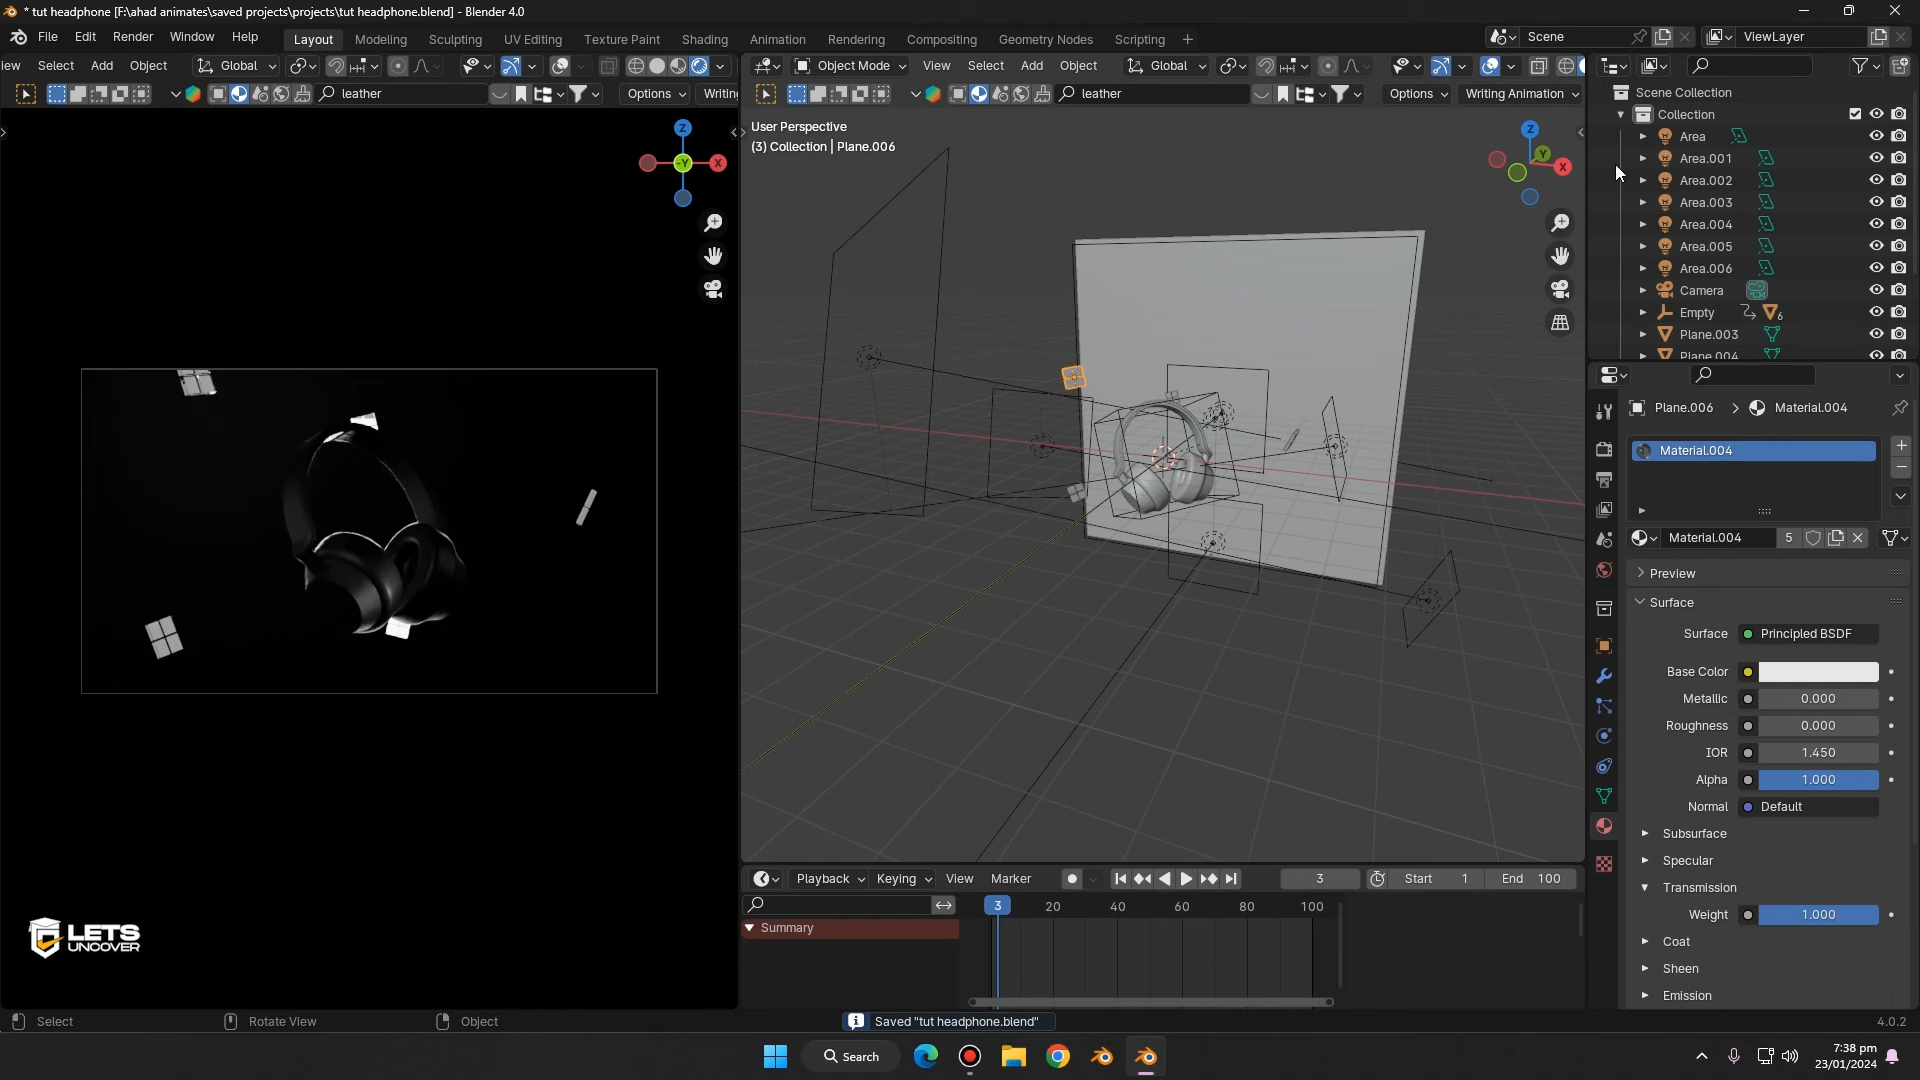 * tut headphone [F:\ahad animates\saved projects\projects\tut headphone.blend] - Blender 4.0
File Edit Render Window Help Layout Modeling Sculpting UV Editing Texture Paint Shading Animation Rendering Compositing Geometry Nodes Scripting + Scene ViewLayer
iew Select Add Object Global Object Mode View Select Add Object Global
leather Options Writin leather Options Writing Animation
User Perspective
(3) Collection | Plane.006
Z
-Y X
Z
Y
X
Scene Collection
Collection
Area
Area.001
Area.002
Area.003
Area.004
Area.005
Area.006
Camera
Empty 6
Plane.003
Plane.004
Plane.006 > Material.004
Material.004
Material.004 5
Preview
Surface
Surface Principled BSDF
Base Color
Metallic 0.000
Roughness 0.000
IOR 1.450
Alpha 1.000
Normal Default
Subsurface
Specular
Transmission
Weight 1.000
Coat
Sheen
Emission
Playback Keying View Marker 3 Start 1 End 100
3 20 40 60 80 100
Summary
LETS
UNCOVER
Select Rotate View Object Saved "tut headphone.blend" 4.0.2
Search
7:38 pm
23/01/2024